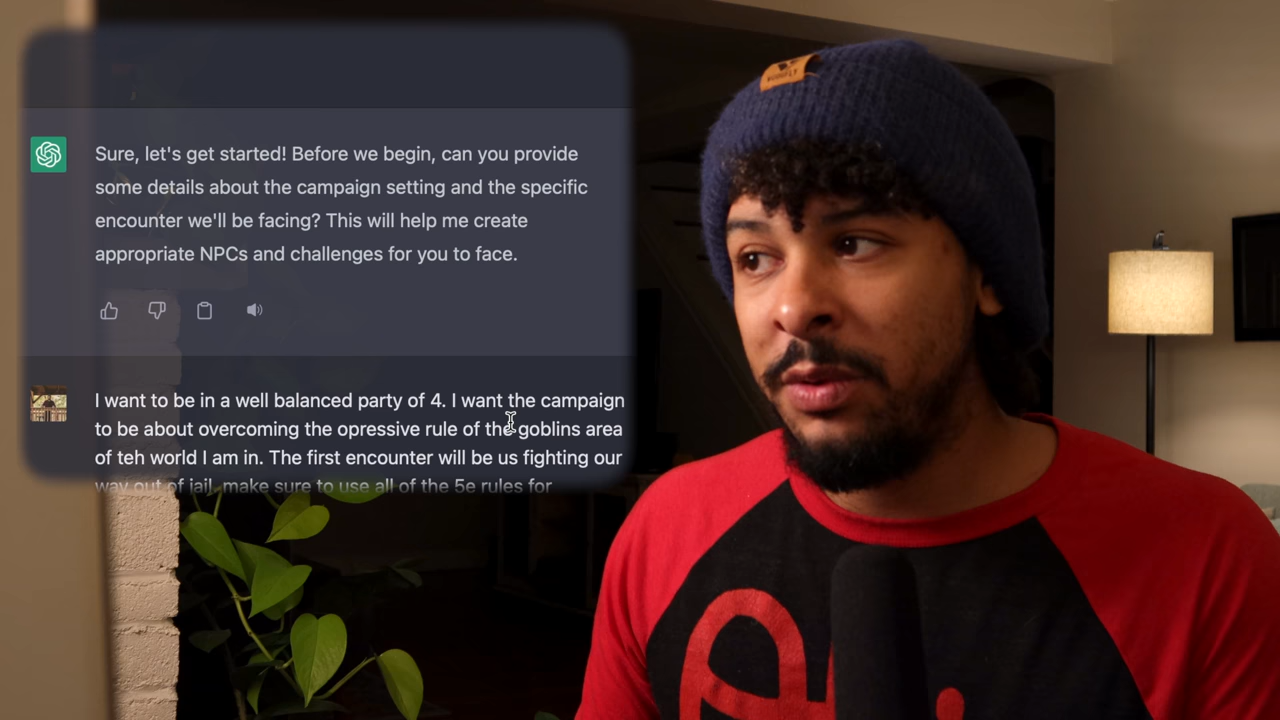 Sure, let's get started! Before we begin, can you provide
some details about the campaign setting and the specific
encounter we'll be facing? This will help me create
appropriate NPCs and challenges for you to face.
I want to be in a well balanced party of 4. I want the campaign
to be about overcoming the opressive rule of the goblins area
of teh world I am in. The first encounter will be us fighting our
way out of jail, make sure to use all of the 5e rules for